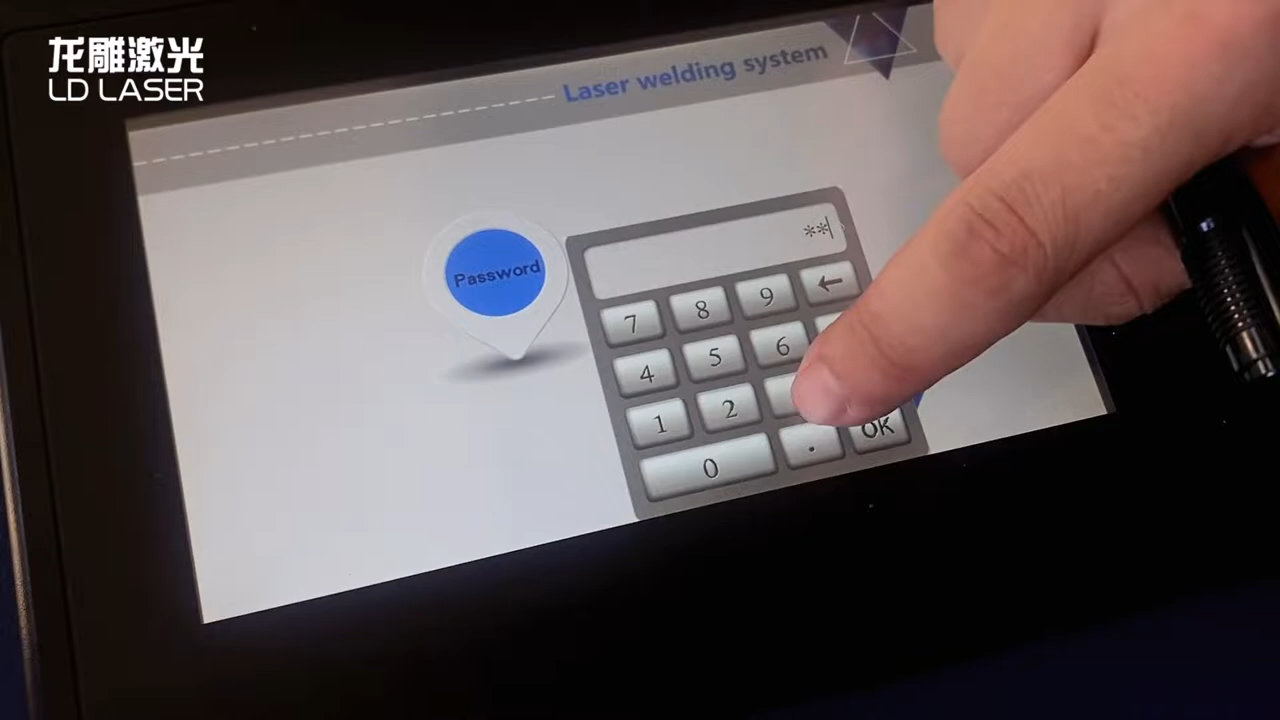 龙雕激光
LD LASER
Laser welding system
Password
**
7 8 9 ←
4 5 6
1 2
0 . OK